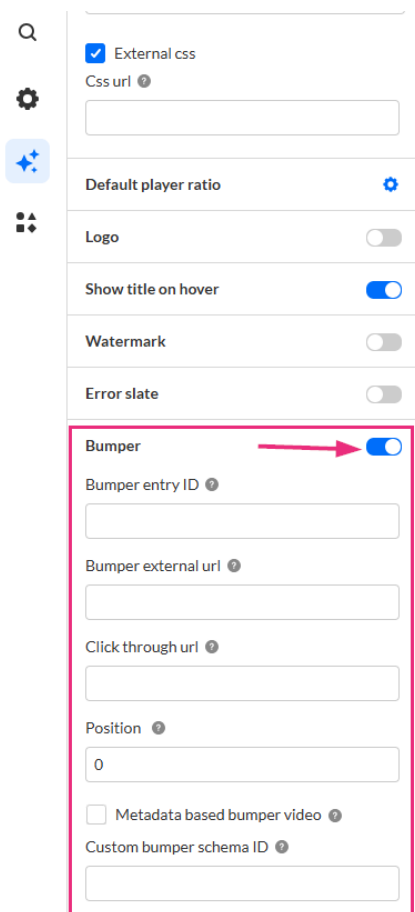 External css
Css url
Default player ratio
Logo
Show title on hover
Watermark
Error slate
Bumper
Bumper entry ID
Bumper external url
Click through url
Position
0
Metadata based bumper video
Custom bumper schema ID